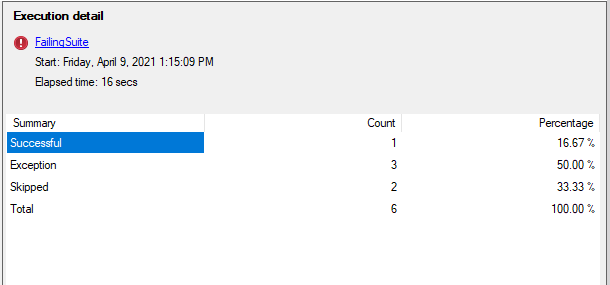 Execution detail
FailingSuite
Start: Friday, April 9, 2021 1:15:09 PM
Elapsed time: 16 secs
Summary Count Percentage
Successful 1 16.67 %
Exception 3 50.00 %
Skipped 2 33.33 %
Total 6 100.00 %